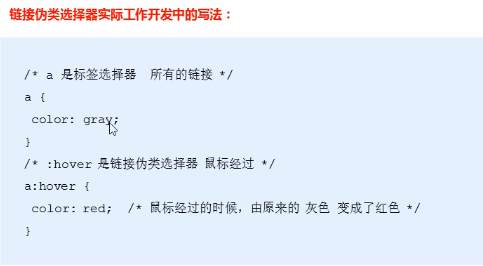 链接伪类选择器实际工作开发中的写法：
/* a 是标签选择器 所有的链接 */
a {
color: gray;
}
/* :hover 是链接伪类选择器 鼠标经过 */
a:hover {
color: red; /* 鼠标经过的时候，由原来的 灰色 变成了红色 */
}